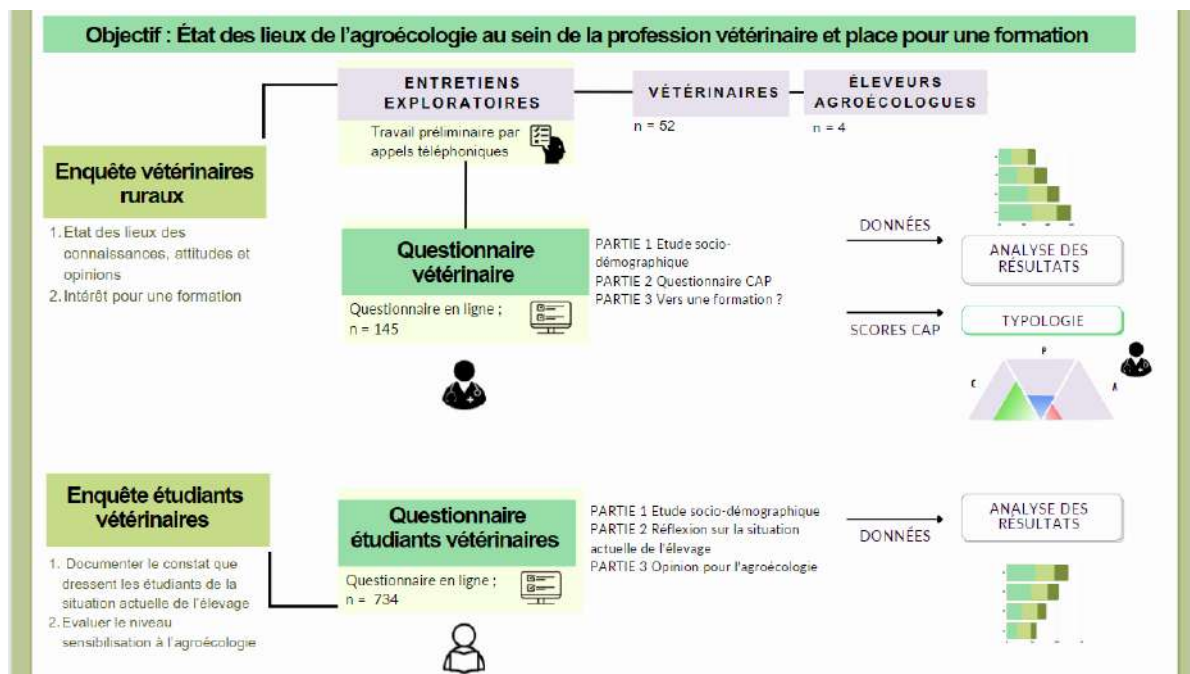 Objectif : État des lieux de l'agroécologie au sein de la profession vétérinaire et place pour une formation
ENTRETIENS
EXPLORATOIRES
Travail préliminaire par
appels téléphoniques
VÉTÉRINAIRES
n = 52
ÉLEVEURS
AGROÉCOLOGUES
n = 4
Enquête vétérinaires
ruraux
1. Etat des lieux des
connaissances, attitudes et
opinions
2. Intérêt pour une formation
Questionnaire
vétérinaire
Questionnaire en ligne ;
n = 145
PARTIE 1 Etude socio-
démographique
PARTIE 2 Questionnaire CAP
PARTIE 3 Vers une formation ?
DONNÉES
ANALYSE DES
RÉSULTATS
SCORES CAP
TYPOLOGIE
C
P
A
Enquête étudiants
vétérinaires
1. Documenter le constat que
dressent les étudiants de la
situation actuelle de l'élevage
2. Evaluer le niveau
sensibilisation à l'agroécologie
Questionnaire
étudiants vétérinaires
Questionnaire en ligne ;
n = 734
PARTIE 1 Etude socio-démographique
PARTIE 2 Réflexion sur la situation
actuelle de l'élevage
PARTIE 3 Opinion pour l'agroécologie
DONNÉES
ANALYSE DES
RÉSULTATS